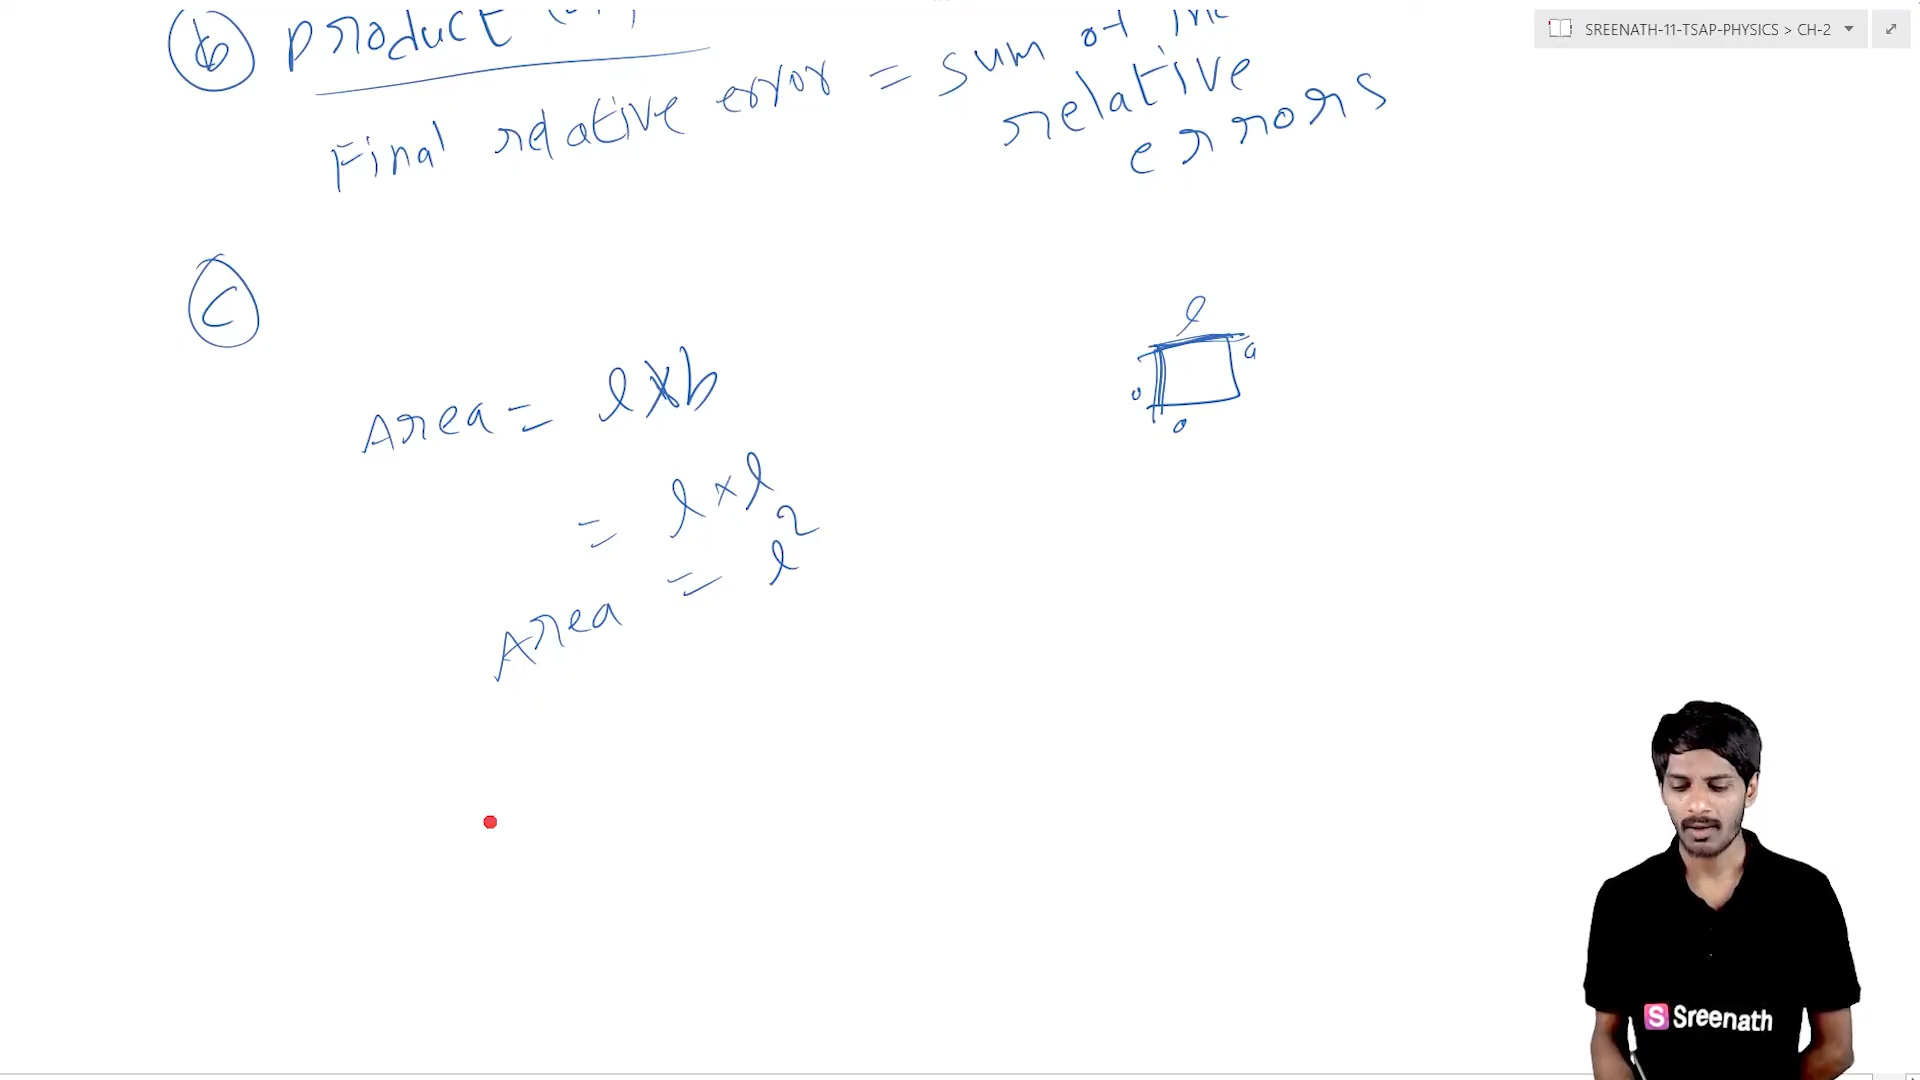 SREENATH-11-TSAP-PHYSICS > CH-2
(b) product
Final relative error = sum of the
relative
errors
(c)
l
a
Area = l x b
= l x l
Area = l²
Sreenath